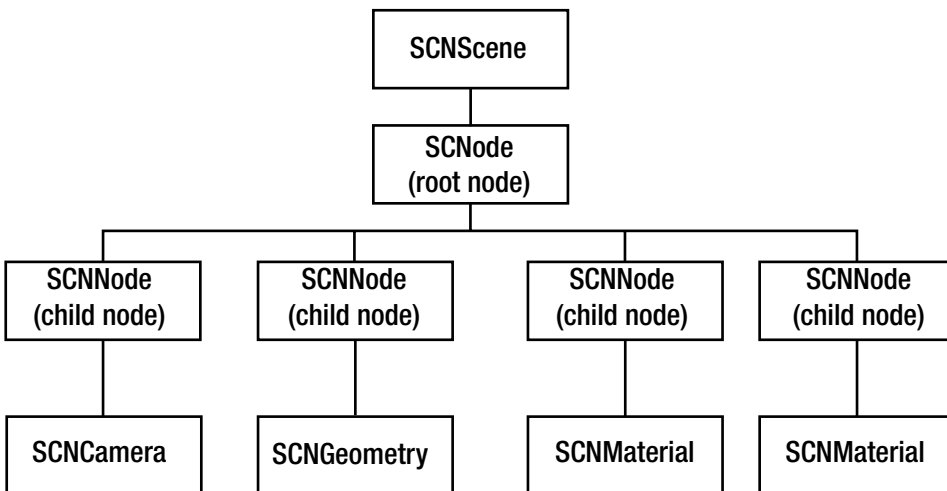 SCNScene
SCNode
(root node)
SCNNode
(child node)
SCNNode
(child node)
SCNNode
(child node)
SCNNode
(child node)
SCNCamera
SCNGeometry
SCNMaterial
SCNMaterial